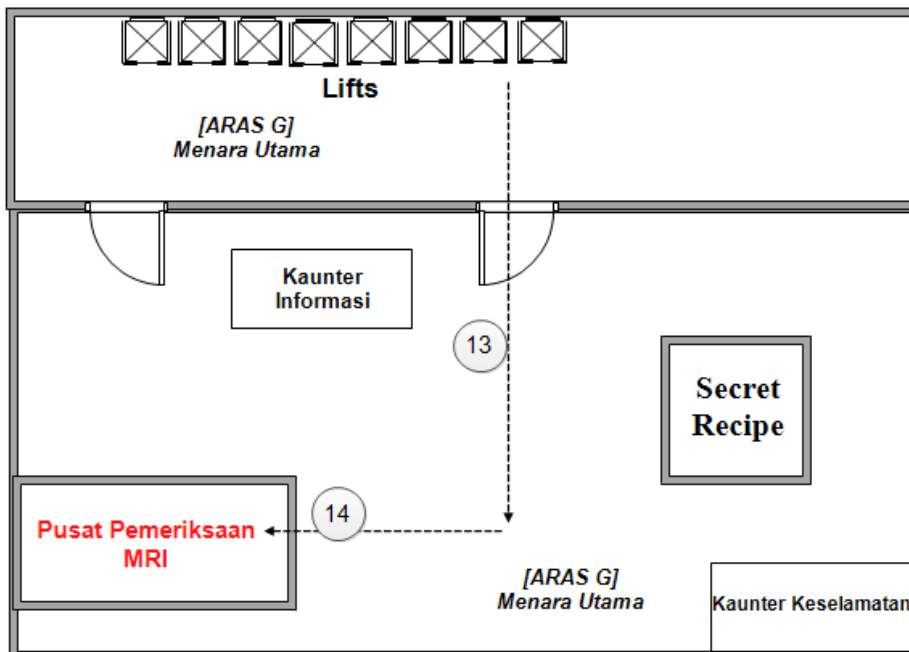 Lifts
[ARAS G]
Menara Utama
Kaunter
Informasi
13
Secret
Recipe
14
Pusat Pemeriksaan
MRI
[ARAS G]
Menara Utama
Kaunter Keselamatan